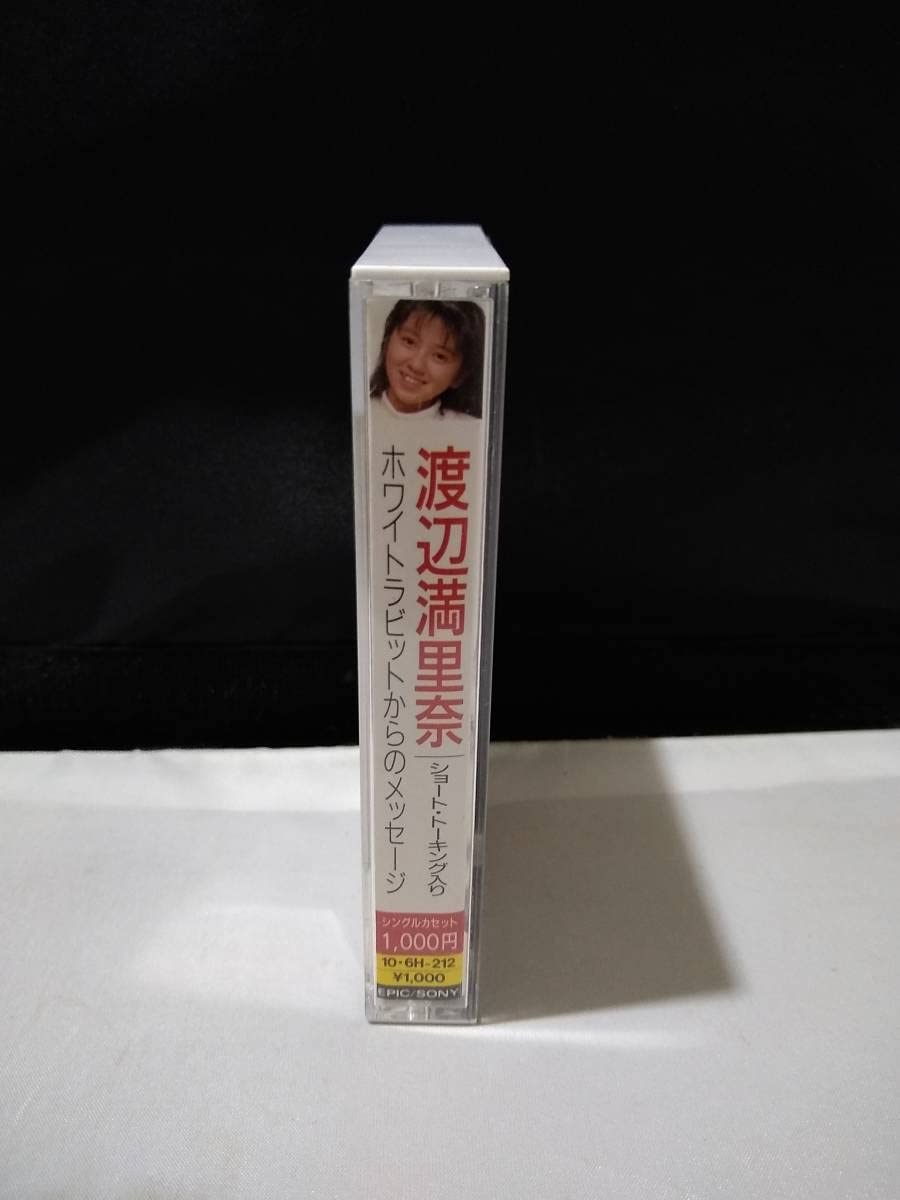 渡辺満里奈
ショート・トーキング入り
ホワイトラビットからのメッセージ
シングルカセット
1,000円
10・6H-212
¥1,000
EPIC/SONY